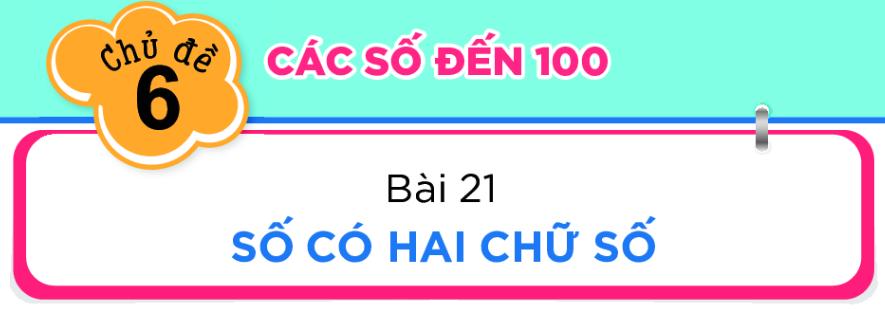 Chủ đề
6
CÁC SỐ ĐẾN 100
Bài 21
SỐ CÓ HAI CHỮ SỐ